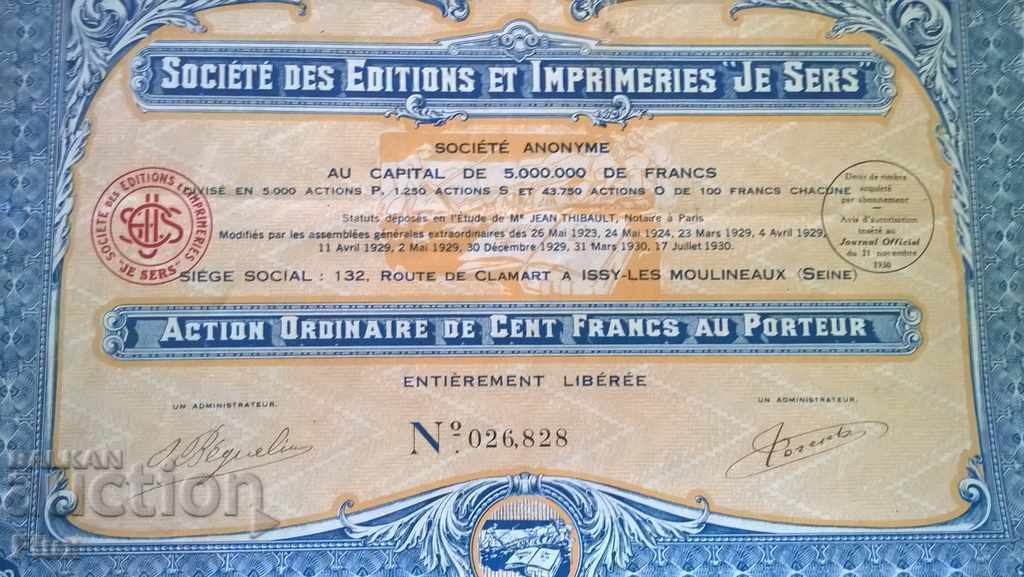 SOCIÉTÉ DES EDITIONS ET IMPRIMERIES "JE SERS"
SOCIÉTÉ ANONYME
AU CAPITAL DE 5.000.000 DE FRANCS
DIVISÉ EN 5.000 ACTIONS P, 1.250 ACTIONS S ET 43.750 ACTIONS O DE 100 FRANCS CHACUNE
Statuts déposés en l'Étude de Me JEAN THIBAULT, Notaire à Paris
Modifiés par les assemblées générales extraordinaires des 26 Mai 1923, 24 Mai 1924, 23 Mars 1929, 4 Avril 1929,
11 Avril 1929, 2 Mai 1929, 30 Décembre 1929, 31 Mars 1930, 17 Juillet 1930.
SIÈGE SOCIAL : 132, ROUTE DE CLAMART A ISSY-LES MOULINEAUX (SEINE)
SOCIÉTÉ DES EDITIONS ET IMPRIMERIES
"JE SERS"
Droit de timbre
acquitté
par abonnement
Avis d'autorisation
inséré au
Journal Officiel
du 21 novembre
1930
ACTION ORDINAIRE DE CENT FRANCS AU PORTEUR
ENTIÈREMENT LIBÉRÉE
UN ADMINISTRATEUR.
UN ADMINISTRATEUR.
No. 026,828
BALKAN
auction